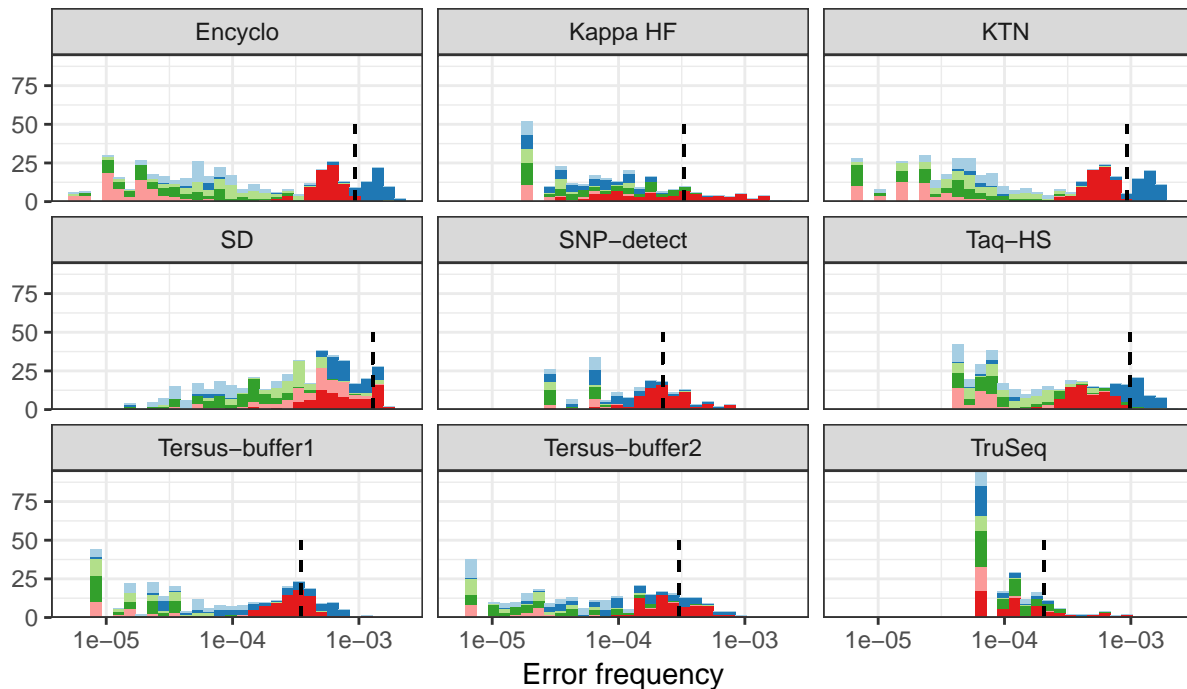 Encyclo Kappa HF KTN
75
50
25
0
SD SNP−detect Taq−HS
75
50
25
0
Tersus−buffer1 Tersus−buffer2 TruSeq
75
50
25
0
1e−05 1e−04 1e−03 1e−05 1e−04 1e−03 1e−05 1e−04 1e−03
Error frequency